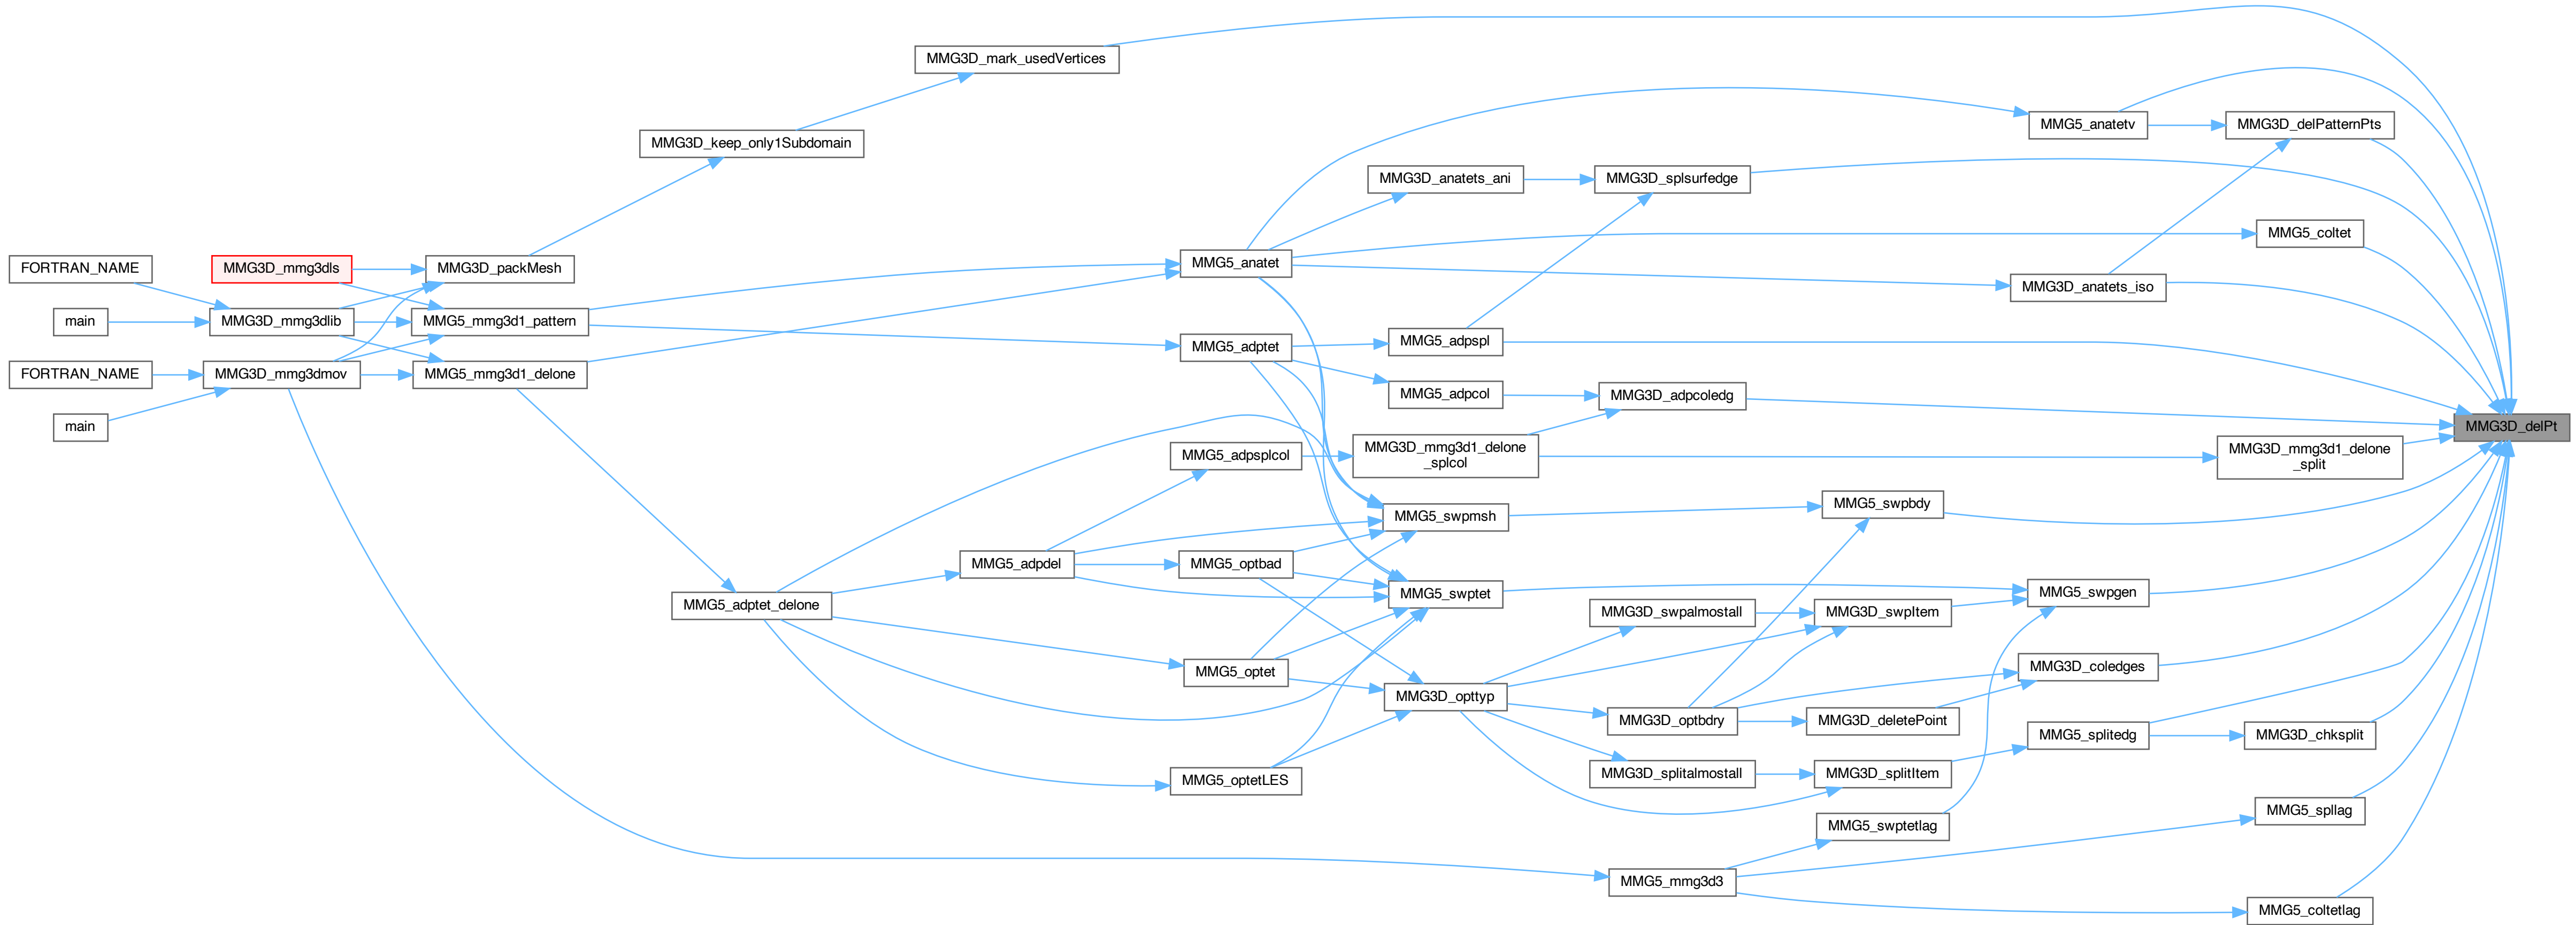 MMG3D_mark_usedVertices
MMG5_anatetv
MMG3D_delPatternPts
MMG3D_keep_only1Subdomain
MMG3D_anatets_ani
MMG3D_splsurfedge
MMG5_coltet
FORTRAN_NAME
MMG3D_mmg3dls
MMG3D_packMesh
MMG5_anatet
MMG3D_anatets_iso
main
MMG3D_mmg3dlib
MMG5_mmg3d1_pattern
MMG5_adptet
MMG5_adpspl
FORTRAN_NAME
MMG3D_mmg3dmov
MMG5_mmg3d1_delone
MMG5_adpcol
MMG3D_adpcoledg
main
MMG3D_delPt
MMG5_adpsplcol
MMG3D_mmg3d1_delone
_splcol
MMG3D_mmg3d1_delone
_split
MMG5_swpmsh
MMG5_swpbdy
MMG5_adpdel
MMG5_optbad
MMG5_adptet_delone
MMG5_swptet
MMG3D_swpalmostall
MMG3D_swpItem
MMG5_swpgen
MMG5_optet
MMG3D_opttyp
MMG3D_coledges
MMG3D_optbdry
MMG3D_deletePoint
MMG5_splitedg
MMG3D_chksplit
MMG5_optetLES
MMG3D_splitalmostall
MMG3D_splitItem
MMG5_spllag
MMG5_swptetlag
MMG5_mmg3d3
MMG5_coltetlag